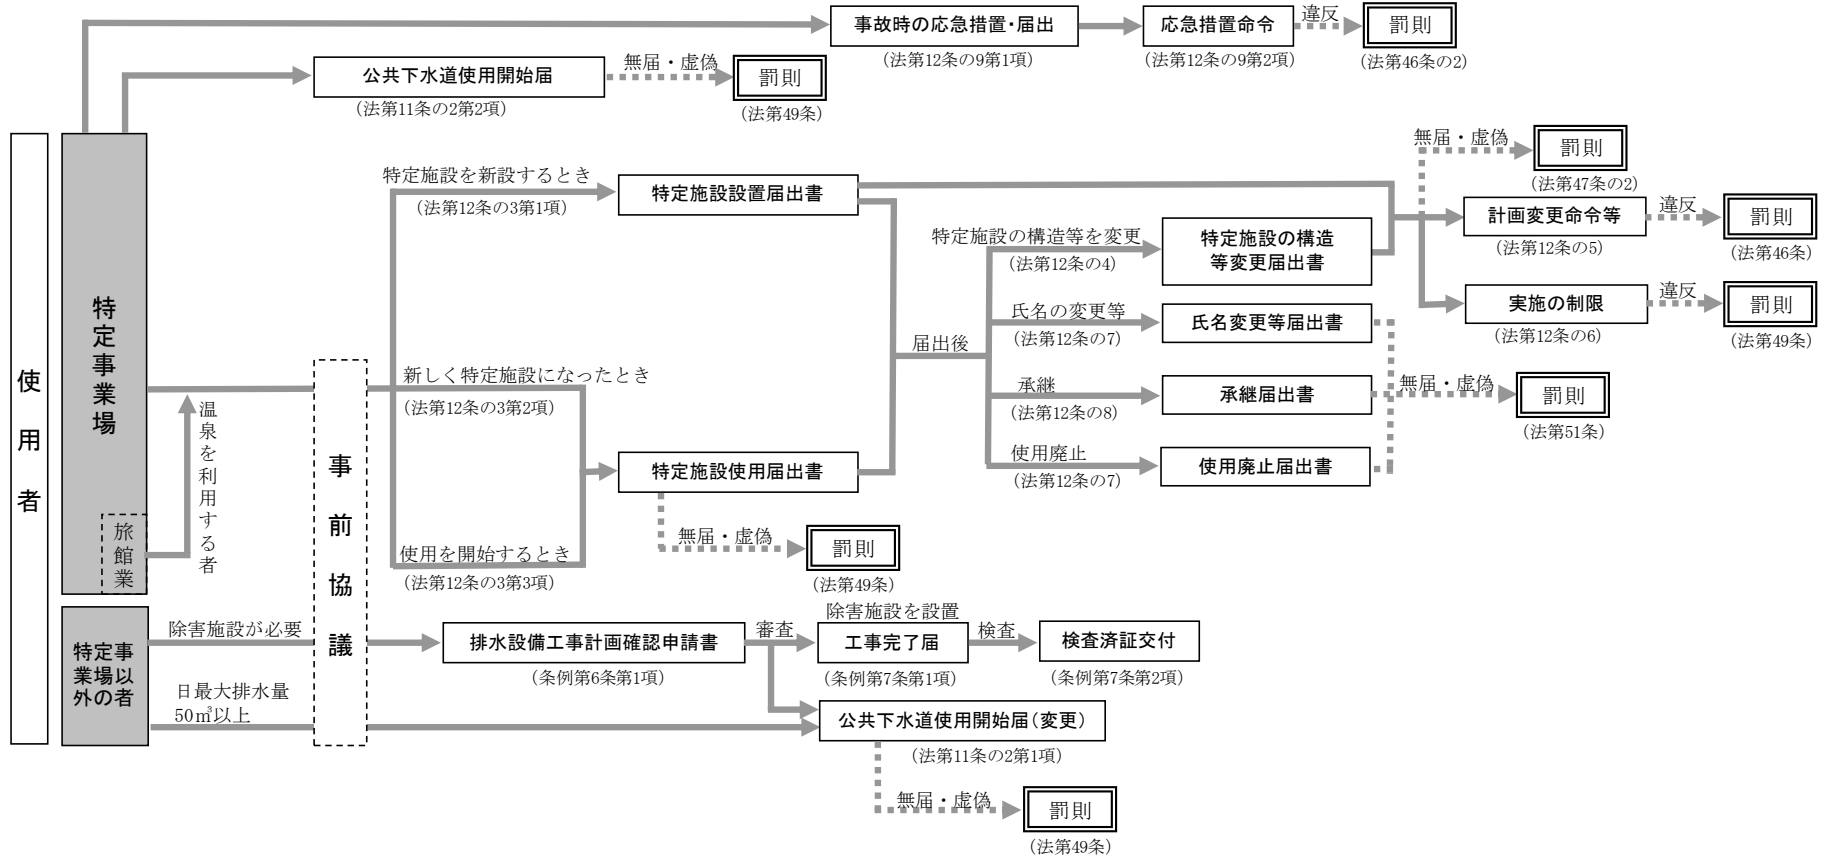 事故時の応急措置・届出
(法第12条の9第1項)
応急措置命令
(法第12条の9第2項)
違反
罰則
(法第46条の2)
公共下水道使用開始届
(法第11条の2第2項)
無届・虚偽
罰則
(法第49条)
使用者
特定事業場
旅館業
温泉を利用する者
事前協議
特定施設を新設するとき
(法第12条の3第1項)
特定施設設置届出書
新しく特定施設になったとき
(法第12条の3第2項)
使用を開始するとき
(法第12条の3第3項)
特定施設使用届出書
無届・虚偽
罰則
(法第49条)
届出後
特定施設の構造等を変更
(法第12条の4)
特定施設の構造
等変更届出書
氏名の変更等
(法第12条の7)
氏名変更等届出書
承継
(法第12条の8)
承継届出書
使用廃止
(法第12条の7)
使用廃止届出書
無届・虚偽
罰則
(法第47条の2)
計画変更命令等
(法第12条の5)
違反
罰則
(法第46条)
実施の制限
(法第12条の6)
違反
罰則
(法第49条)
無届・虚偽
罰則
(法第51条)
特定事
業場以
外の者
除害施設が必要
排水設備工事計画確認申請書
(条例第6条第1項)
審査
除害施設を設置
工事完了届
(条例第7条第1項)
検査
検査済証交付
(条例第7条第2項)
日最大排水量
50㎥以上
公共下水道使用開始届(変更)
(法第11条の2第1項)
無届・虚偽
罰則
(法第49条)